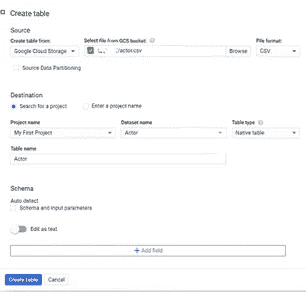 Create table
Source
Create table from: Select file from GCS bucket: File format:
Google Cloud Storage /actor.csv Browse CSV
Source Data Partitioning
Destination
Search for a project Enter a project name
Project name Dataset name Table type
My First Project Actor Native table
Table name
Actor
Schema
Auto detect
Schema and input parameters
Edit as text
+ Add field
Create table Cancel